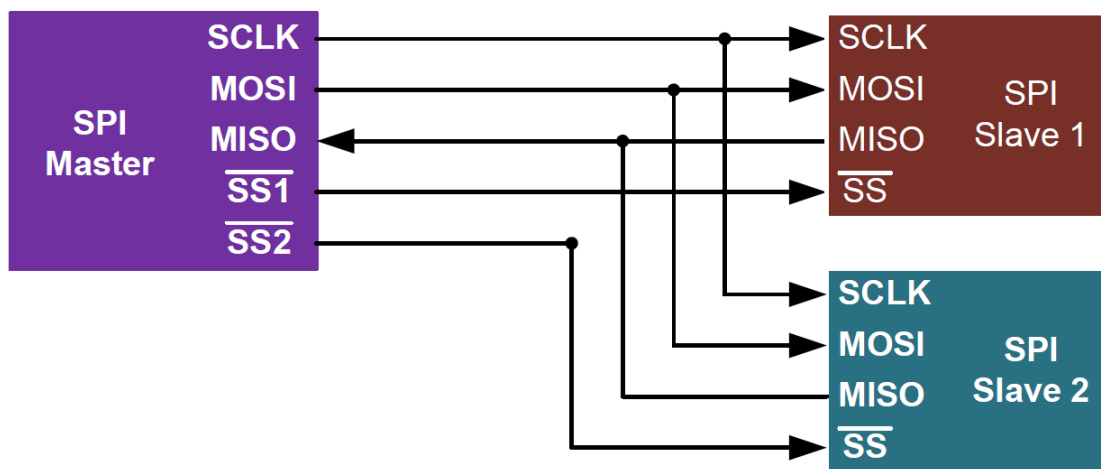 SPI
Master
SCLK
MOSI
MISO
SS1
SS2
SCLK
MOSI
MISO
SS
SPI
Slave 1
SCLK
MOSI
MISO
SS
SPI
Slave 2